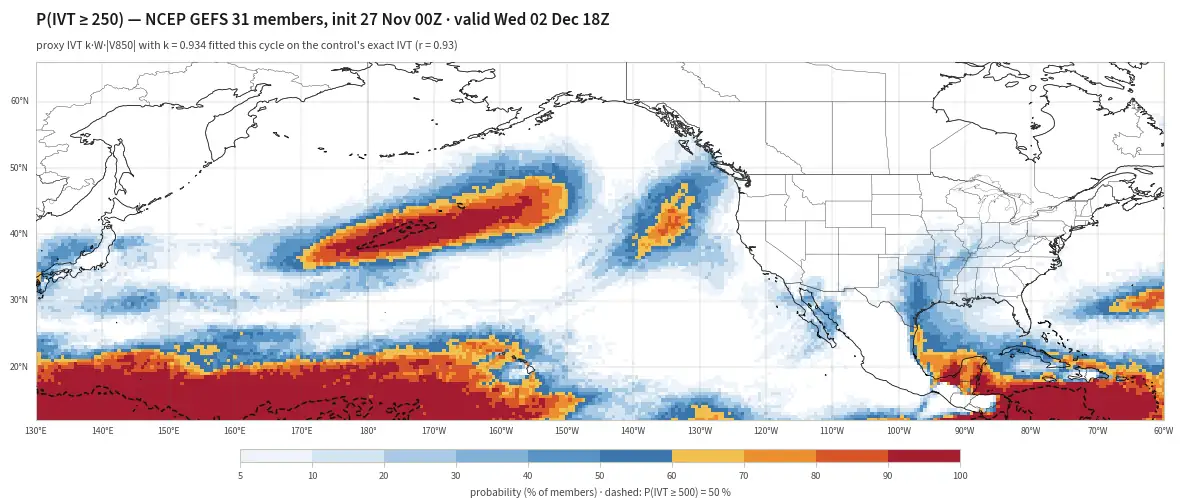 P(IVT ≥ 250) — NCEP GEFS 31 members, init 27 Nov 00Z · valid Wed 02 Dec 18Z
proxy IVT k·W·|V850| with k = 0.934 fitted this cycle on the control's exact IVT (r = 0.93)
60°N
50°N
40°N
30°N
20°N
130°E 140°E 150°E 160°E 170°E 180° 170°W 160°W 150°W 140°W 130°W 120°W 110°W 100°W 90°W 80°W 70°W 60°W
5 10 20 30 40 50 60 70 80 90 100
probability (% of members) · dashed: P(IVT ≥ 500) = 50 %